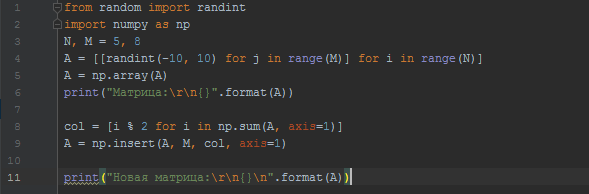 1 from random import randint
2 import numpy as np
3 N, M = 5, 8
4 A = [[randint(-10, 10) for j in range(M)] for i in range(N)]
5 A = np.array(A)
6 print("Матрица:\r\n{}".format(A))
7
8 col = [i % 2 for i in np.sum(A, axis=1)]
9 A = np.insert(A, M, col, axis=1)
10
11 print("Новая матрица:\r\n{}\n".format(A))